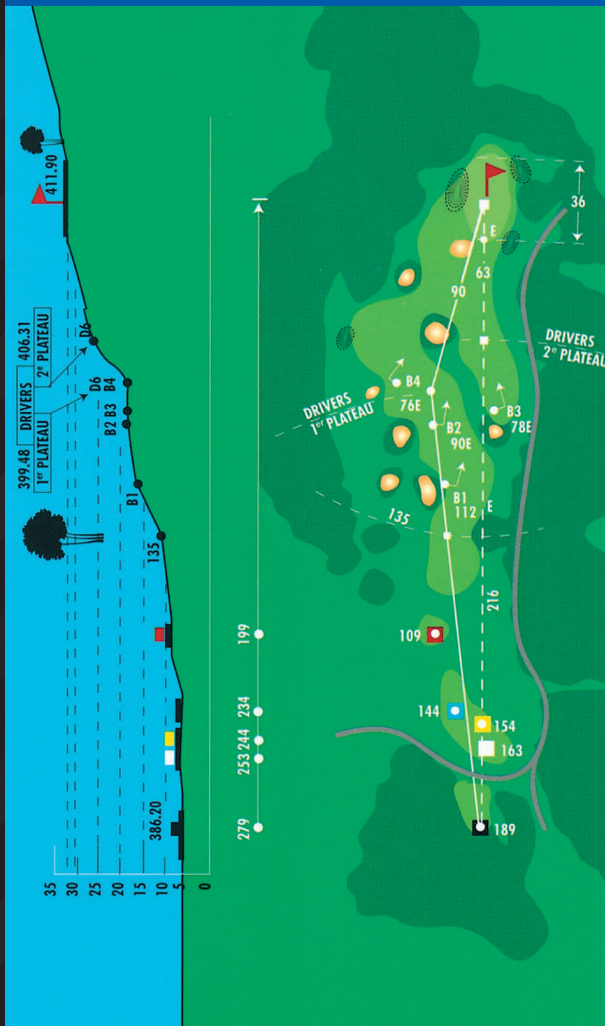 411.90
399.48 DRIVERS 406.31
1er PLATEAU 2e PLATEAU
D6
D6 B4
B2 B3
B1
135
386.20
35 30 25 20 15 10 5 0
279 253 244 234 199
36
E
63
90
DRIVERS
2e PLATEAU
B4
DRIVERS
1er PLATEAU
76E
B3
78E
B2
90E
B1
112
E
135
216
109
144
154
163
189